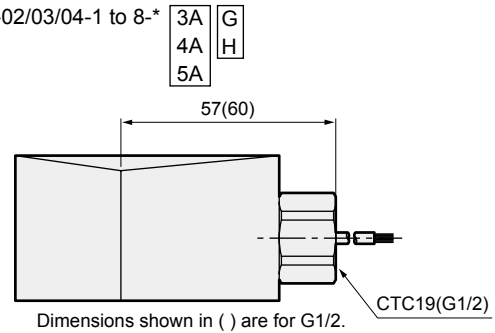 -02/03/04-1 to 8-* 3A G
4A H
5A
57(60)
CTC19(G1/2)
Dimensions shown in ( ) are for G1/2.